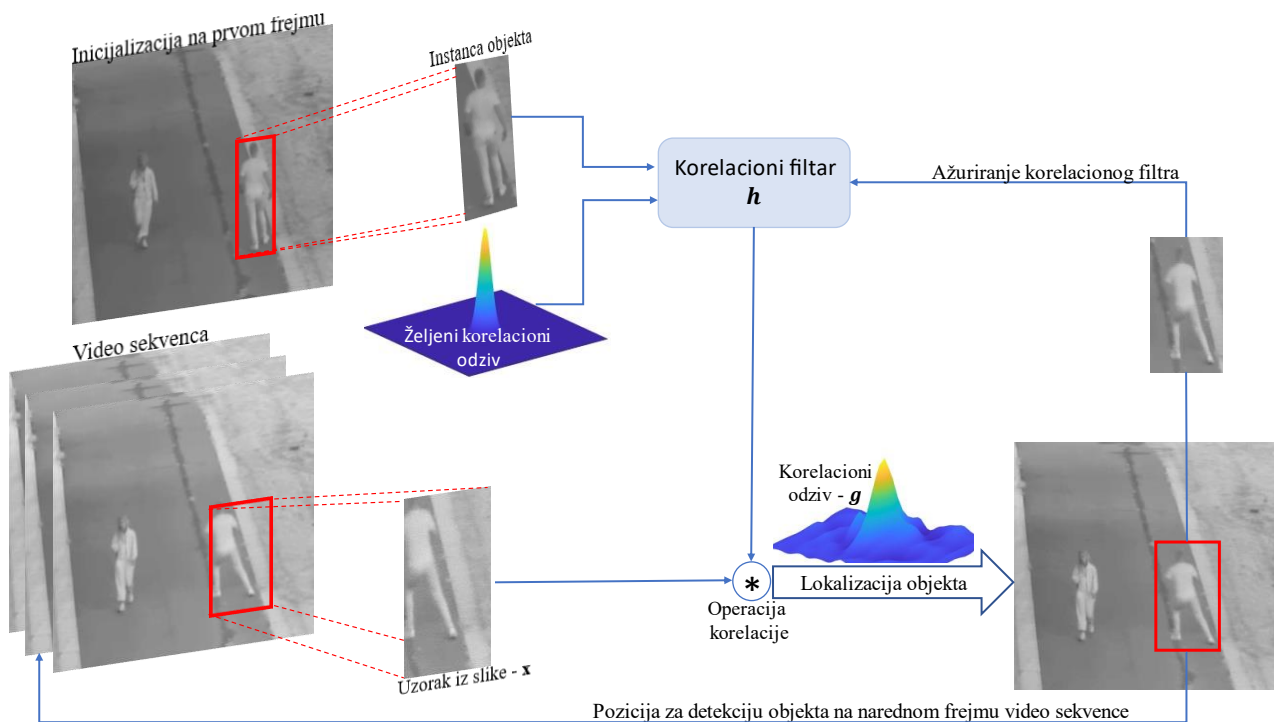 Inicijalizacija na prvom frejmu
Instanca objekta
Korelacioni filtar
h
Ažuriranje korelacionog filtra
Željeni korelacioni
odziv
Video sekvenca
Korelacioni
odziv - g
*
Lokalizacija objekta
Operacija
korelacije
Uzorak iz slike - x
Pozicija za detekciju objekta na narednom frejmu video sekvence